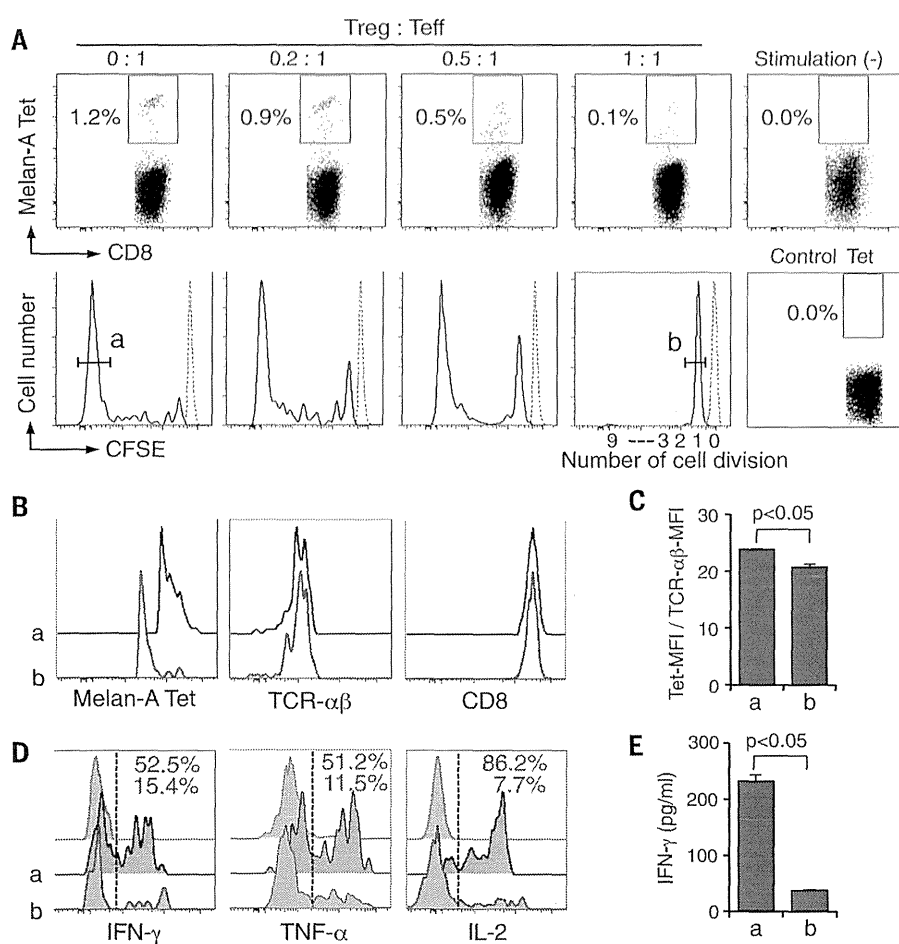 A
Treg : Teff
0 : 1
0.2 : 1
0.5 : 1
1 : 1
Stimulation (-)
Melan-A Tet
1.2%
0.9%
0.5%
0.1%
0.0%
CD8
Control Tet
Cell number
a
b
0.0%
CFSE
9 ---3 2 1 0
Number of cell division
B
a
b
Melan-A Tet
TCR-αβ
CD8
C
p<0.05
Tet-MFI / TCR-αβ-MFI
30
20
10
0
a
b
D
52.5%
15.4%
51.2%
11.5%
86.2%
7.7%
a
b
IFN-γ
TNF-α
IL-2
E
p<0.05
IFN-γ (pg/ml)
300
200
100
0
a
b